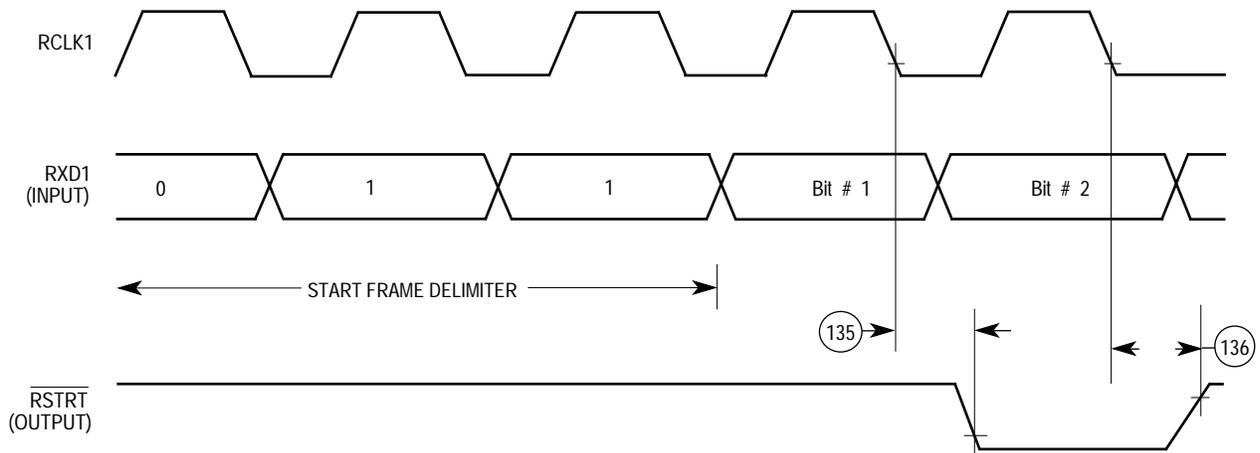 RCLK1
RXD1
(INPUT)
0
1
1
Bit # 1
Bit # 2
START FRAME DELIMITER
135
136
RSTRT
(OUTPUT)